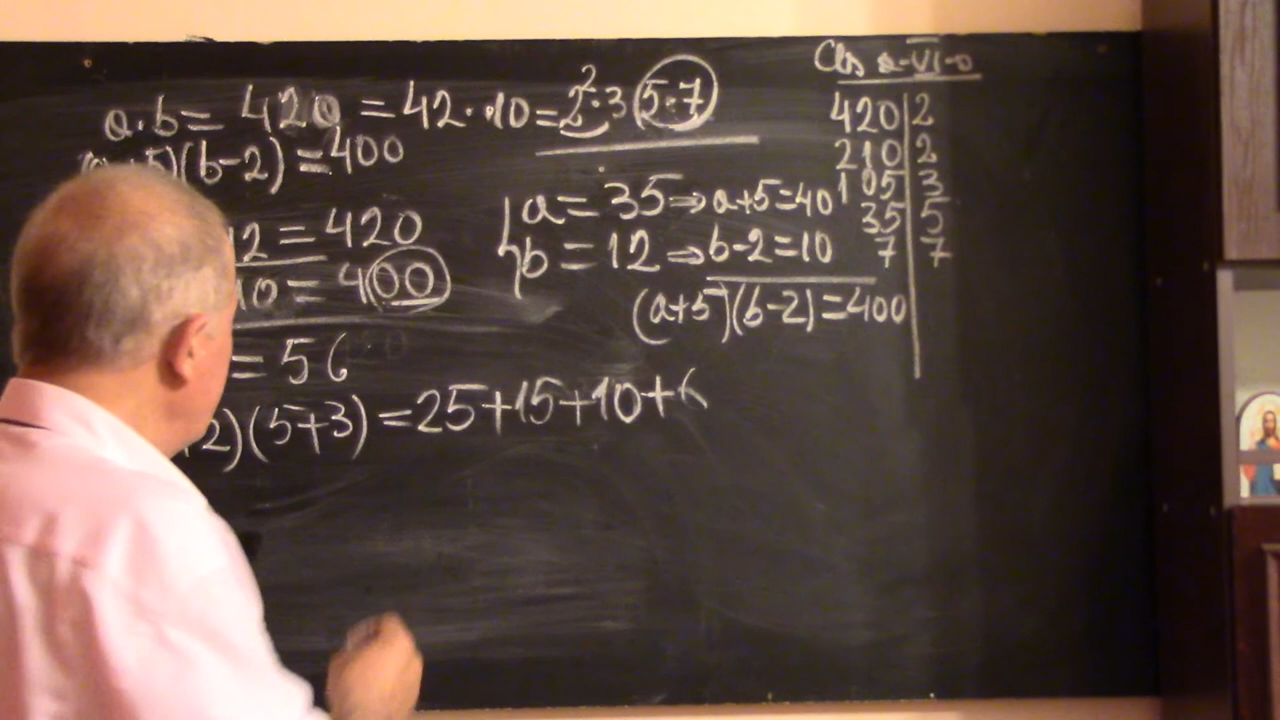 a·b = 420 = 42·10 = 2²·3 5·7
+5)(b-2) = 400
12 = 420
10 = 400
= 56
2)(5+3) = 25+15+10+6
a = 35 ⇒ a+5=40
b = 12 ⇒ b-2=10
(a+5)(b-2)=400
Cls a-VI-a
420|2
210|2
105|3
35|5
7|7